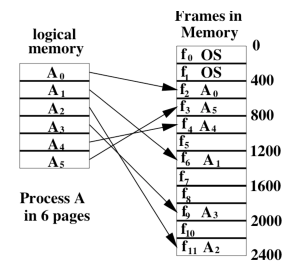 Frames in
Memory
logical
memory
0
f0 OS
f1 OS
400
A0
f2 A0
A1
f3 A5
800
A2
f4 A4
A3
f5
1200
A4
f6 A1
A5
f7
1600
f8
Process A
in 6 pages
f9 A3
2000
f10
f11 A2
2400